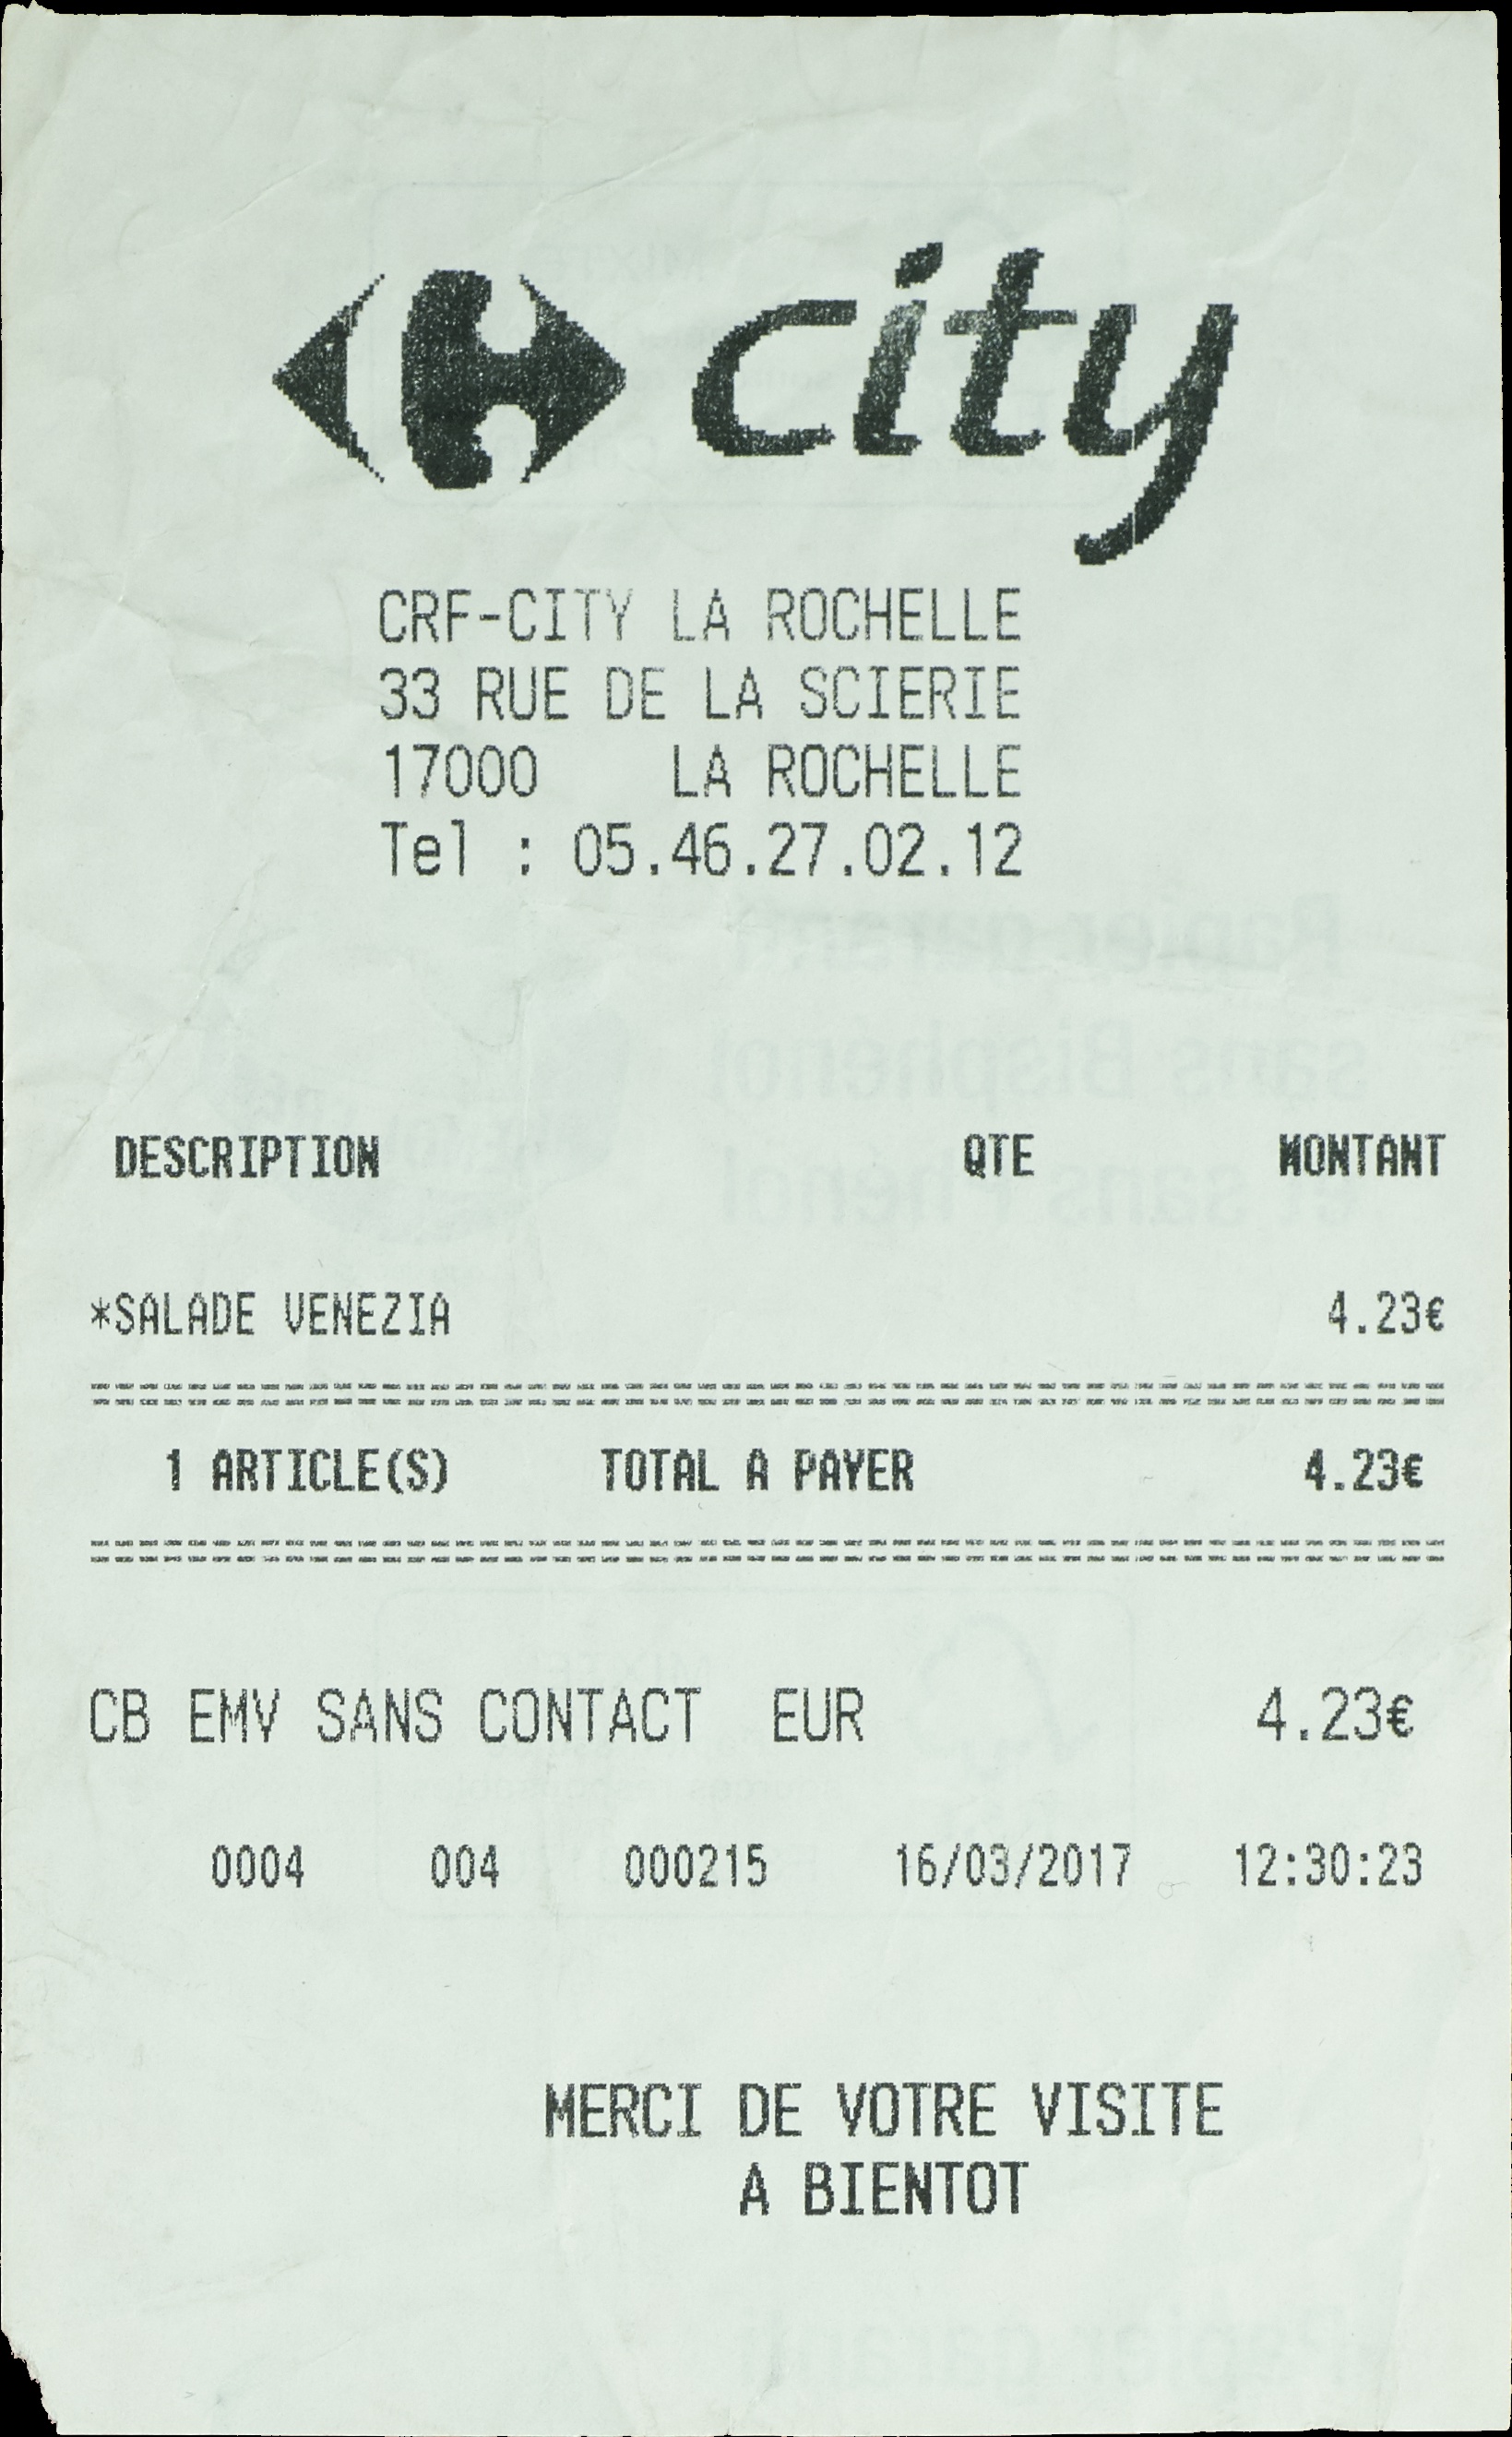 city
CRF-CITY LA ROCHELLE
33 RUE DE LA SCIERIE
17000 LA ROCHELLE
Tel : 05.46.27.02.12
DESCRIPTION QTE MONTANT
*SALADE VENEZIA 4.23€
1 ARTICLE(S) TOTAL A PAYER 4.23€
CB EMV SANS CONTACT EUR 4.23€
0004 004 000215 16/03/2017 12:30:23
MERCI DE VOTRE VISITE
A BIENTOT